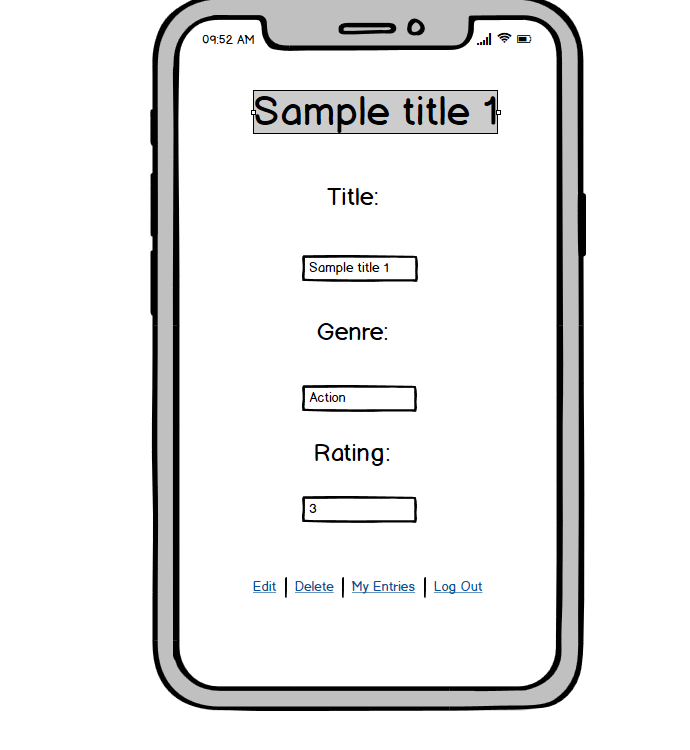 09:52 AM
Sample title 1
Title:
Sample title 1
Genre:
Action
Rating:
3
Edit | Delete | My Entries | Log Out